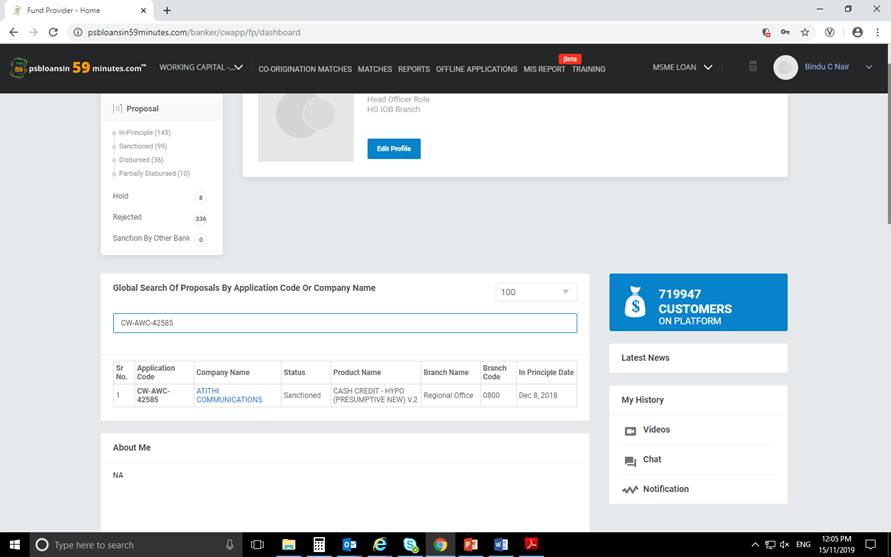 Fund Provider - Home
psbloansin59minutes.com/banker/cwapp/fp/dashboard
psbloansin 59 minutes.com™
WORKING CAPITAL -...
CO-ORIGINATION MATCHES
MATCHES
REPORTS
OFFLINE APPLICATIONS
MIS REPORT
Beta
TRAINING
MSME LOAN
Bindu C Nair
Proposal
In-Principle (145)
Sanctioned (99)
Disbursed (36)
Partially Disbursed (10)
Hold 8
Rejected 336
Sanction By Other Bank 0
Head Officer Role
HO IOB Branch
Edit Profile
Global Search Of Proposals By Application Code Or Company Name
100
CW-AWC-42585
Sr No. Application Code Company Name Status Product Name Branch Name Branch Code In Principle Date
1 CW-AWC-42585 ATITHI COMMUNICATIONS Sanctioned CASH CREDIT - HYPO (PRESUMPTIVE NEW) V.2 Regional Office 0800 Dec 8, 2018
About Me
NA
719947
CUSTOMERS
ON PLATFORM
Latest News
My History
Videos
Chat
Notification
Type here to search
ENG
12:05 PM
15/11/2019